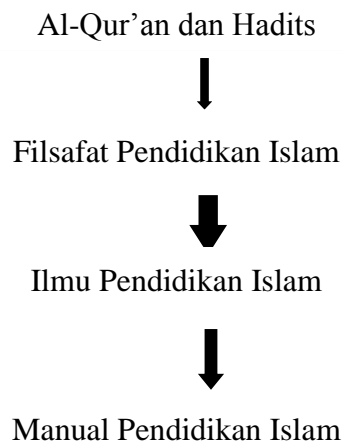 Al-Qur’an dan Hadits
Filsafat Pendidikan Islam
Ilmu Pendidikan Islam
Manual Pendidikan Islam